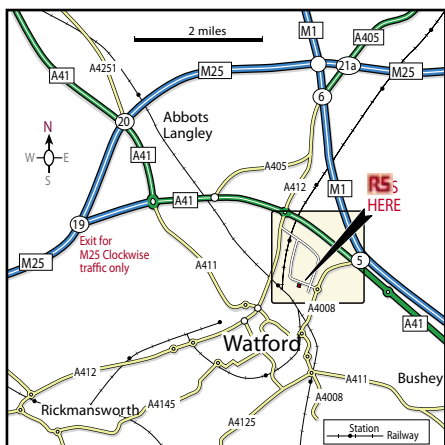 2 miles
M1
A405
A41
A4251
M25
21a
M25
6
20
Abbots
Langley
N
W
E
S
A41
A405
A412
M1
RS
HERE
A41
19
Exit for
M25 Clockwise
traffic only
M25
A411
5
A4008
A41
Watford
A412
A411
Bushey
A4145
Rickmansworth
A4008
A4125
Station
Railway